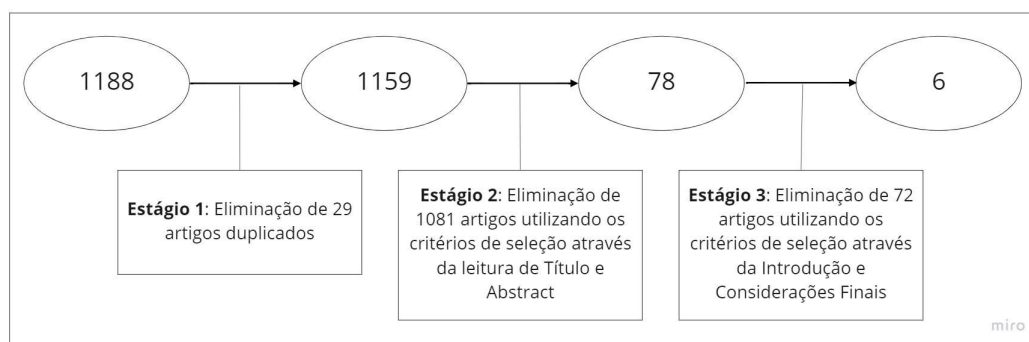 1188
1159
78
6
Estágio 1: Eliminação de 29
artigos duplicados
Estágio 2: Eliminação de
1081 artigos utilizando os
critérios de seleção através
da leitura de Título e
Abstract
Estágio 3: Eliminação de 72
artigos utilizando os
critérios de seleção através
da Introdução e
Considerações Finais
miro